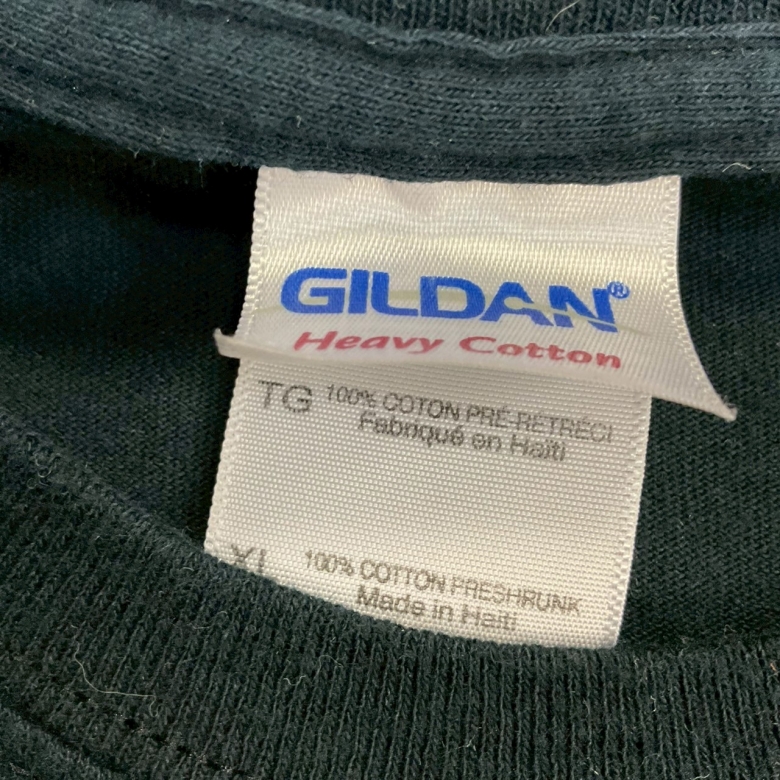 GILDAN®
Heavy Cotton
TG 100% COTON PRÉ-RÉTRÉCI
Fabriqué en Haïti
XL 100% COTTON PRESHRUNK
Made in Haiti